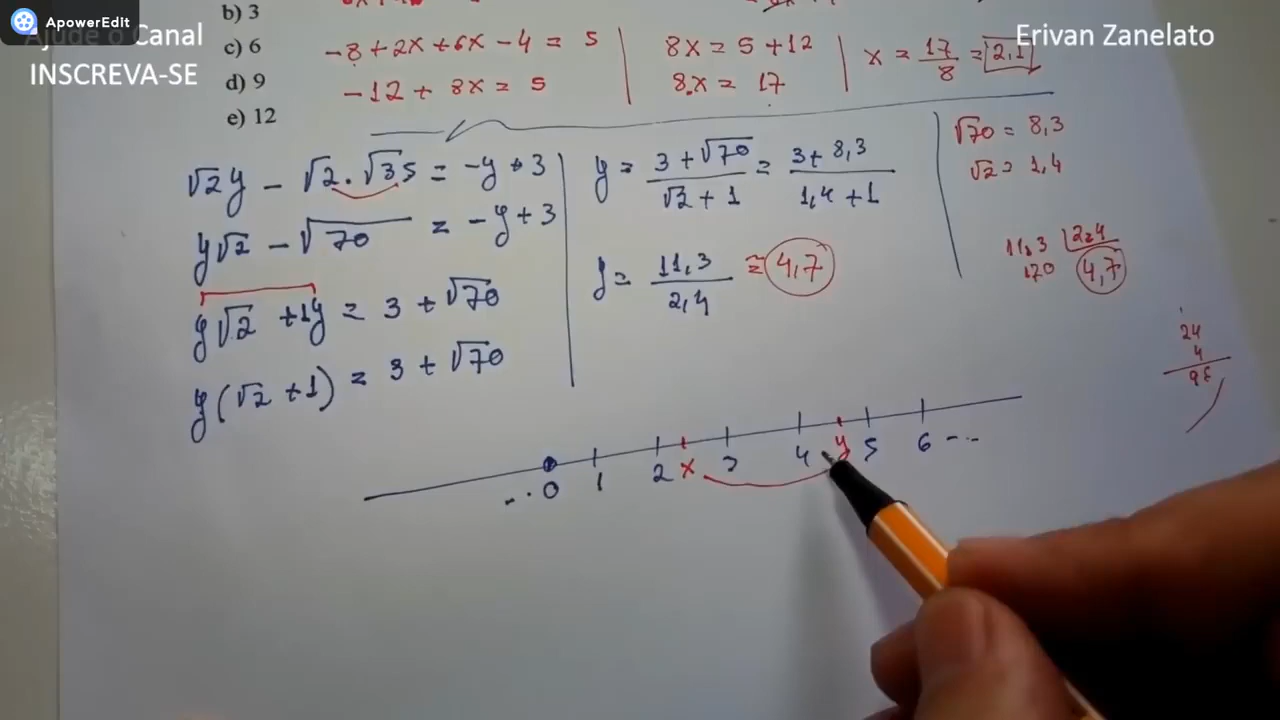 ApowerEdit
Ajude o Canal
INSCREVA-SE
Erivan Zanelato
b) 3
c) 6
d) 9
e) 12
-8 + 2x + 6x - 4 = 5
-12 + 8x = 5
8x = 5 + 12
8.x = 17
x = 17/8 = 2,1
√2y - √2 . √35 = -y + 3
y√2 - √70 = -y + 3
y√2 + 1y = 3 + √70
y(√2 + 1) = 3 + √70
y = (3 + √70)/(√2 + 1) = (3 + 8,3)/(1,4 + 1)
y = 11,3/2,4 ≈ 4,7
√70 = 8,3
√2 = 1,4
11,3 2,4
170 4,7
24
4
96
... 0 1 2 x 3 4 y 5 6 ...